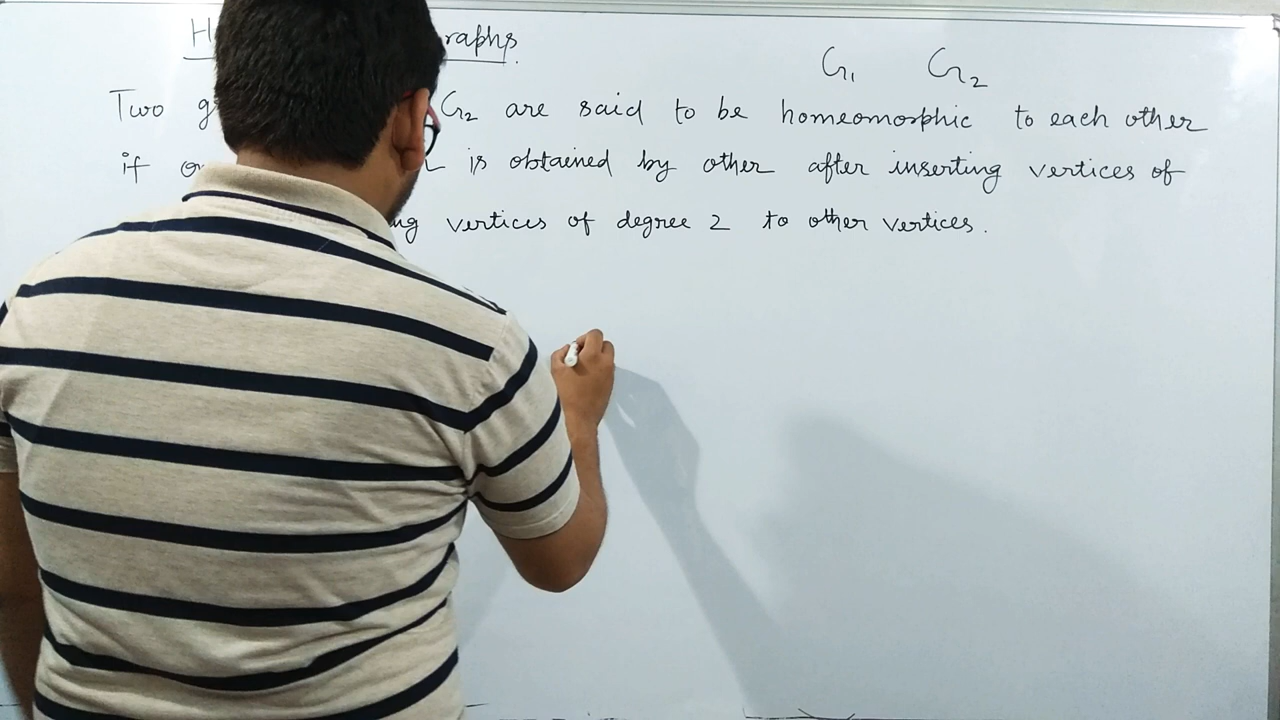 raphs.
G₁ G₂
Two G₂ are said to be homeomorphic to each other
if is obtained by other after inserting vertices of
vertices of degree 2 to other vertices.